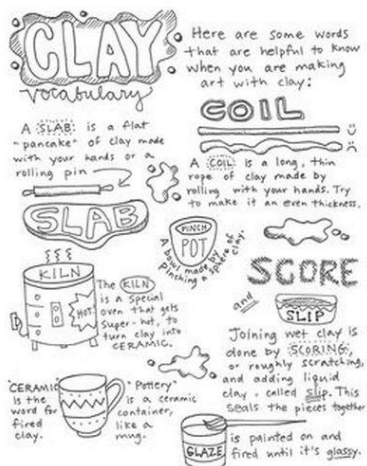 CLAY
vocabulary
Here are some words
that are helpful to know
when you are making
art with clay:
A SLAB is a flat
"pancake" of clay made
with your hands or a
rolling pin
SLAB
COIL
A COIL is a long, thin
rope of clay made by
rolling with your hands. Try
to make it an even thickness.
PINCH
POT
A bowl made by
pinching a sphere of clay.
KILN
HOT!
The KILN
is a special
oven that gets
super-hot, to
turn clay into
CERAMIC.
SCORE
and
SLIP
Joining wet clay is
done by SCORING,
or roughly scratching,
and adding liquid
clay, called slip. This
seals the pieces together
"CERAMIC"
is the
word for
fired
clay.
"Pottery"
is a ceramic
container,
like a
mug.
GLAZE
is painted on and
fired until it's glassy.